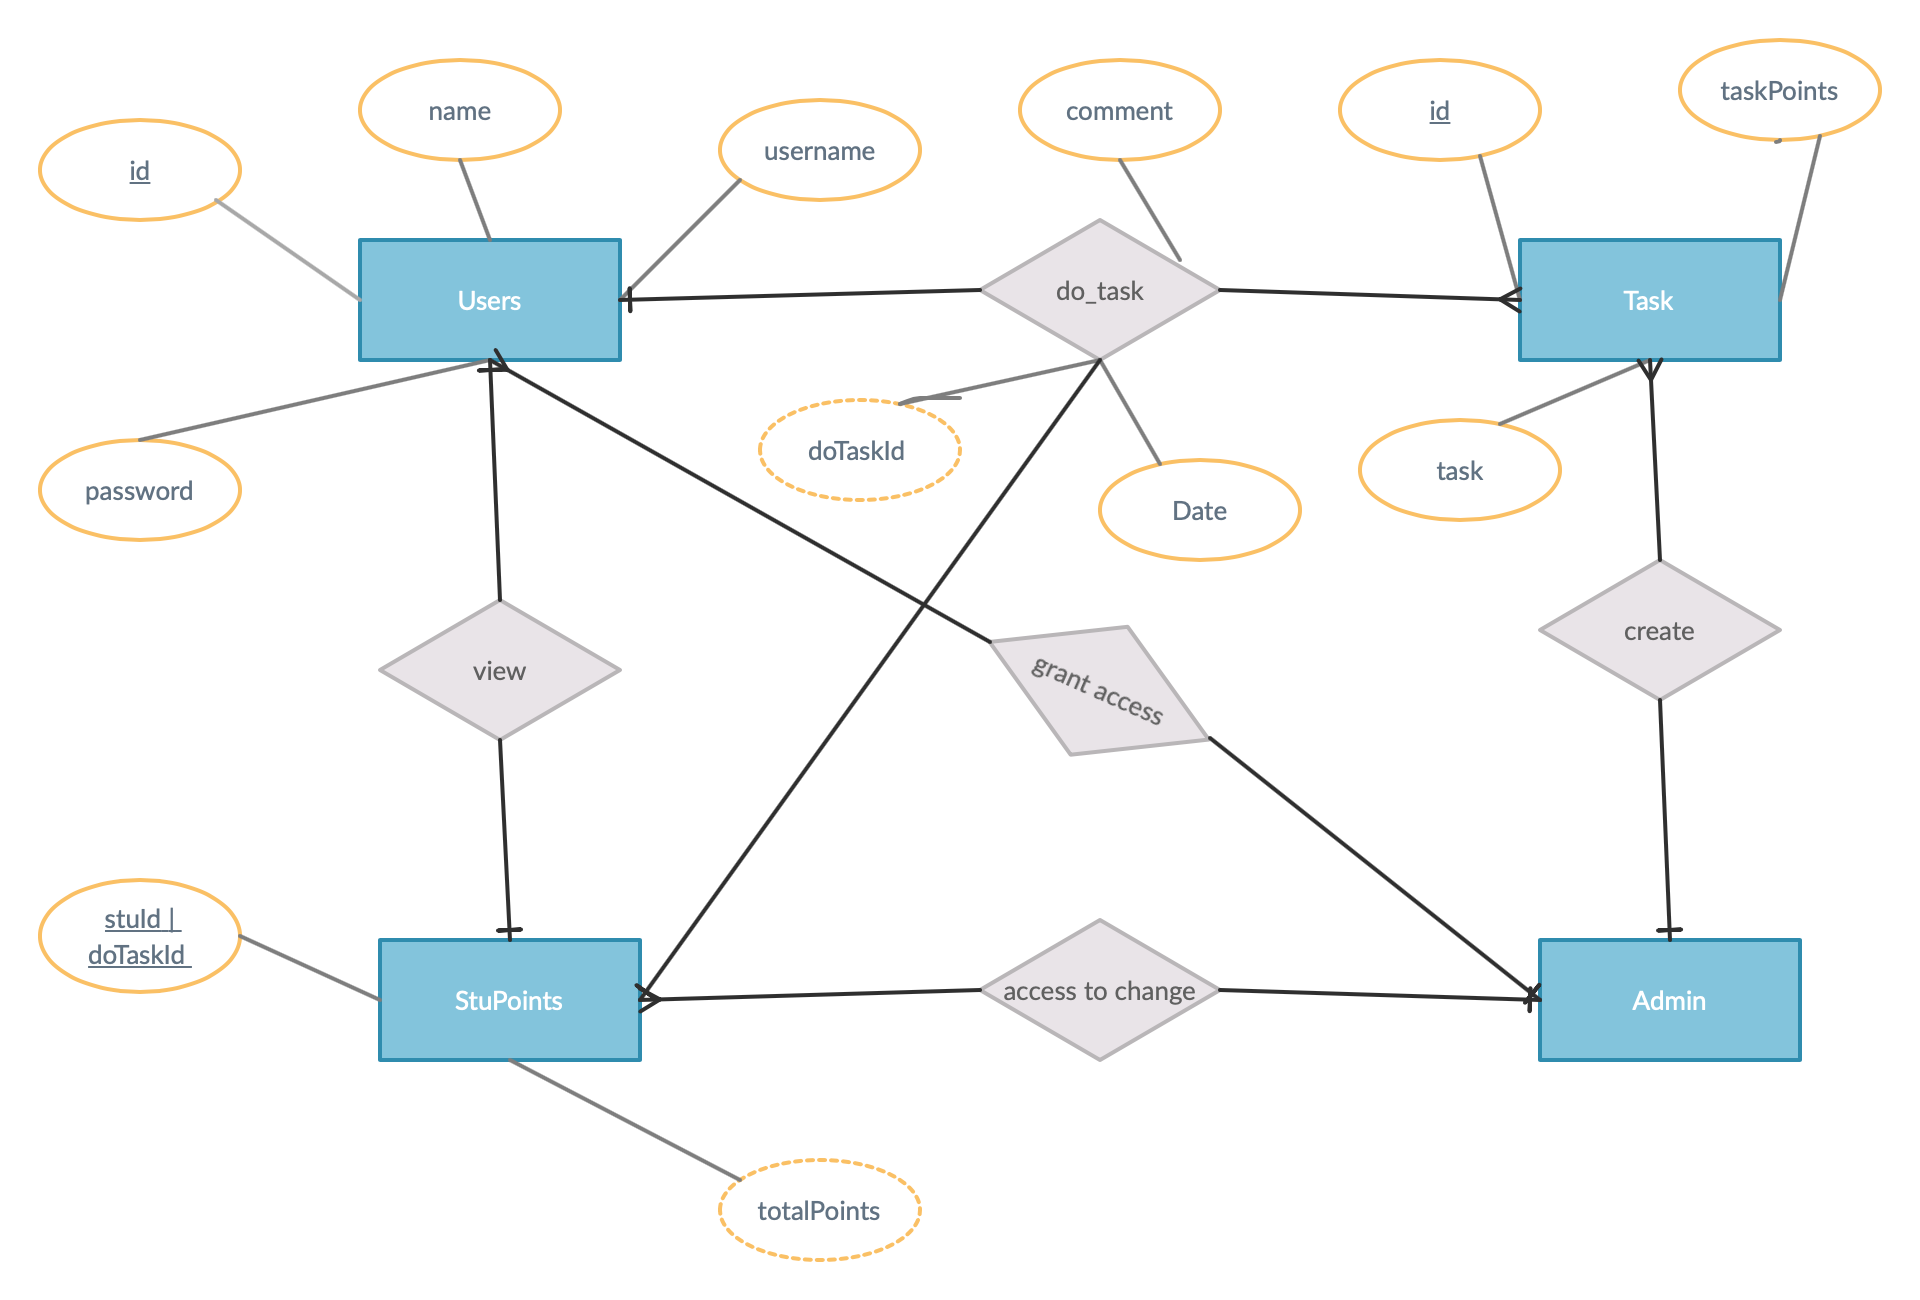 taskPoints
name
comment
id
username
id
Users
do_task
Task
doTaskId
task
password
Date
create
view
grant access
stuId |
doTaskId
StuPoints
access to change
Admin
totalPoints